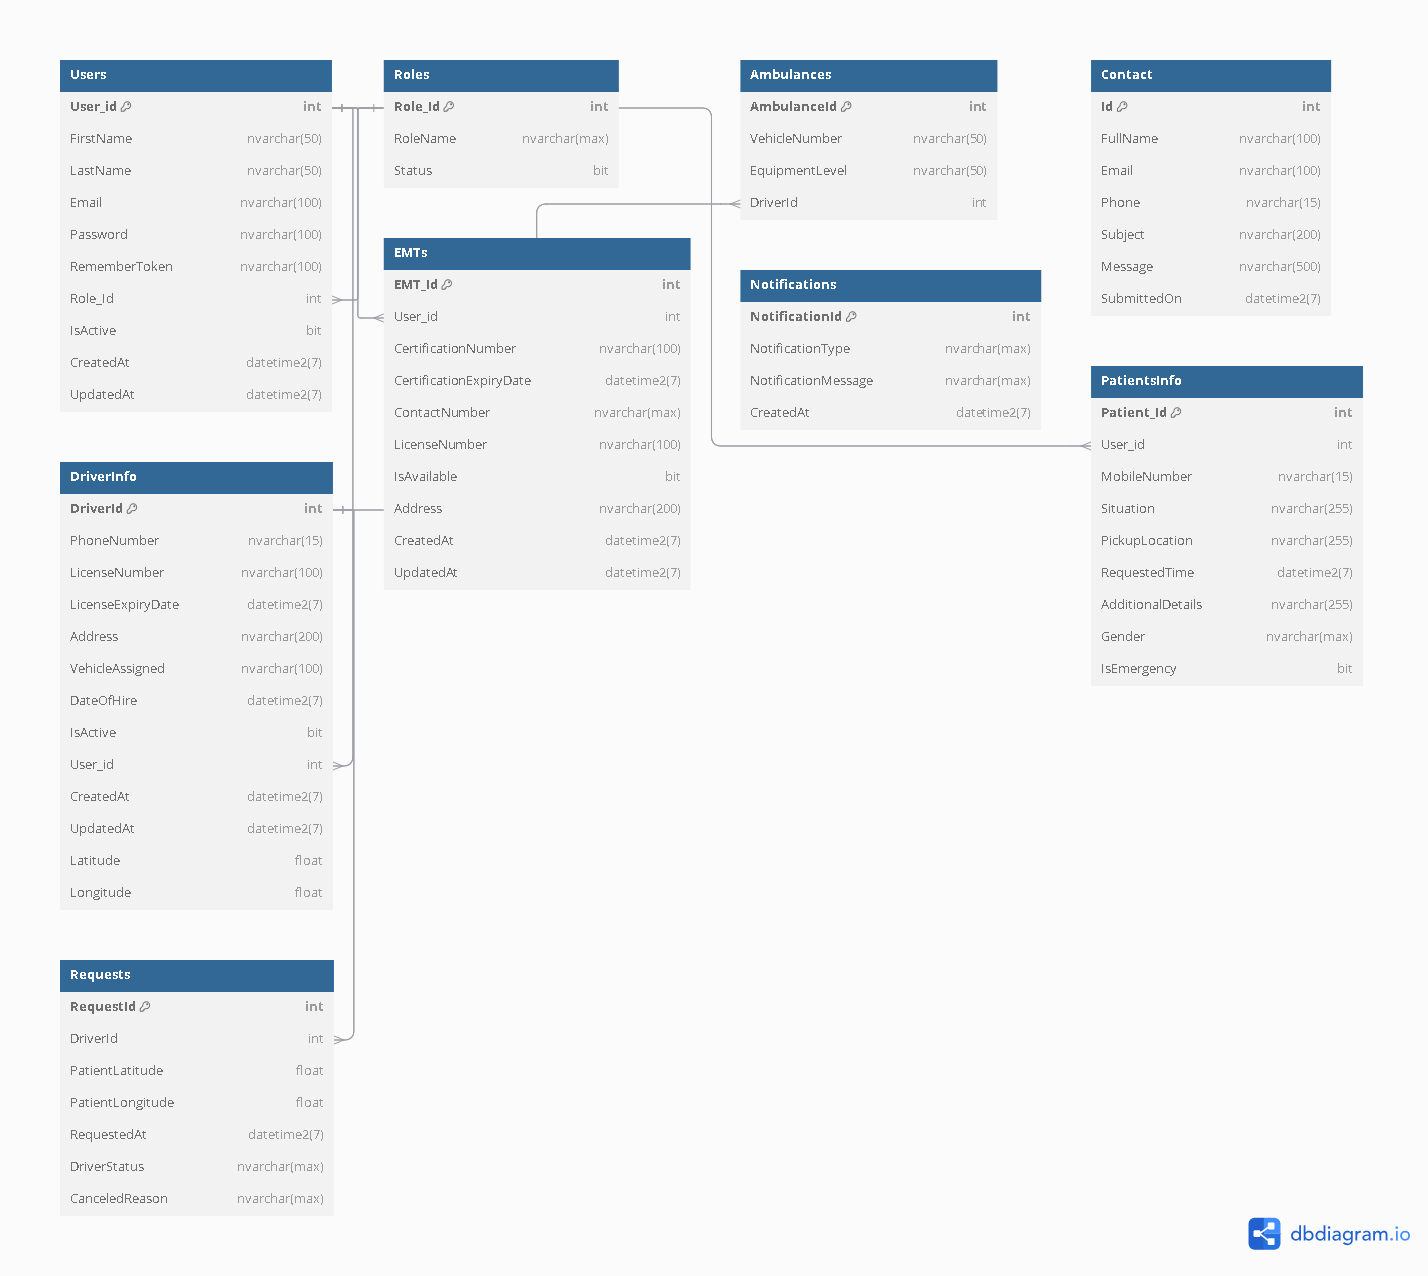 Users
User_id int
FirstName nvarchar(50)
LastName nvarchar(50)
Email nvarchar(100)
Password nvarchar(100)
RememberToken nvarchar(100)
Role_Id int
IsActive bit
CreatedAt datetime2(7)
UpdatedAt datetime2(7)
Roles
Role_Id int
RoleName nvarchar(max)
Status bit
Ambulances
AmbulanceId int
VehicleNumber nvarchar(50)
EquipmentLevel nvarchar(50)
DriverId int
Contact
Id int
FullName nvarchar(100)
Email nvarchar(100)
Phone nvarchar(15)
Subject nvarchar(200)
Message nvarchar(500)
SubmittedOn datetime2(7)
EMTs
EMT_Id int
User_id int
CertificationNumber nvarchar(100)
CertificationExpiryDate datetime2(7)
ContactNumber nvarchar(max)
LicenseNumber nvarchar(100)
IsAvailable bit
Address nvarchar(200)
CreatedAt datetime2(7)
UpdatedAt datetime2(7)
Notifications
NotificationId int
NotificationType nvarchar(max)
NotificationMessage nvarchar(max)
CreatedAt datetime2(7)
PatientsInfo
Patient_Id int
User_id int
MobileNumber nvarchar(15)
Situation nvarchar(255)
PickupLocation nvarchar(255)
RequestedTime datetime2(7)
AdditionalDetails nvarchar(255)
Gender nvarchar(max)
IsEmergency bit
DriverInfo
DriverId int
PhoneNumber nvarchar(15)
LicenseNumber nvarchar(100)
LicenseExpiryDate datetime2(7)
Address nvarchar(200)
VehicleAssigned nvarchar(100)
DateOfHire datetime2(7)
IsActive bit
User_id int
CreatedAt datetime2(7)
UpdatedAt datetime2(7)
Latitude float
Longitude float
Requests
RequestId int
DriverId int
PatientLatitude float
PatientLongitude float
RequestedAt datetime2(7)
DriverStatus nvarchar(max)
CanceledReason nvarchar(max)
dbdiagram.io